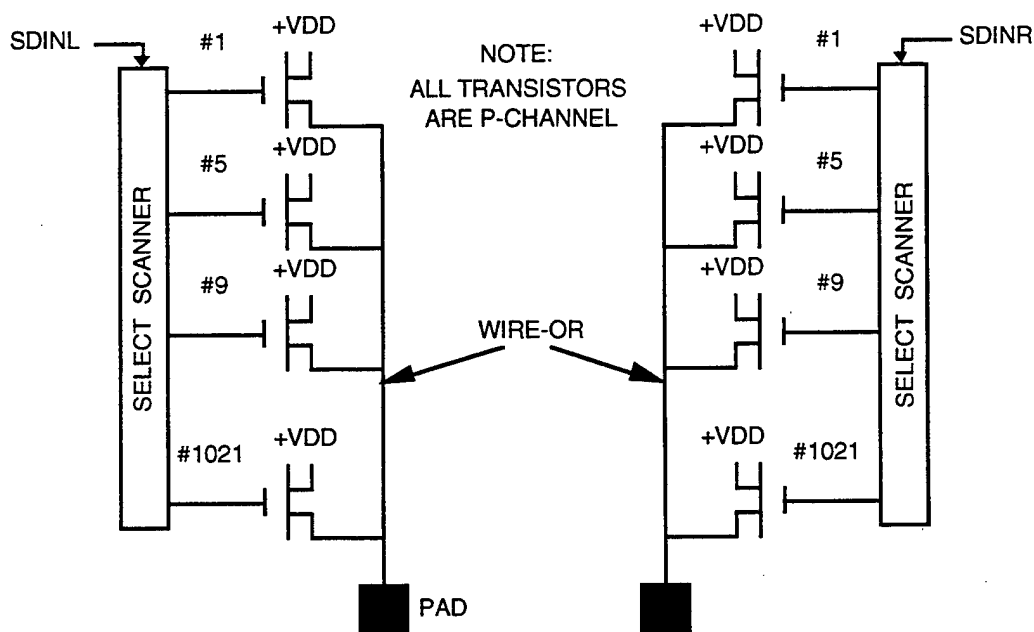 SDINL
#1
+VDD
NOTE:
ALL TRANSISTORS
ARE P-CHANNEL
+VDD
#1
SDINR
SELECT SCANNER
#5
+VDD
+VDD
#5
SELECT SCANNER
#9
+VDD
+VDD
#9
WIRE-OR
#1021
+VDD
+VDD
#1021
PAD